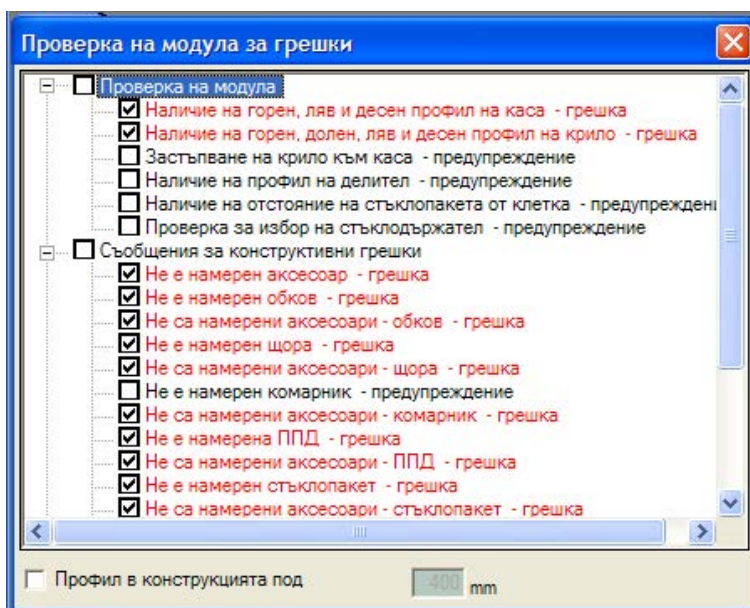 Проверка на модула за грешки
Проверка на модула
Наличие на горен, ляв и десен профил на каса - грешка
Наличие на горен, долен, ляв и десен профил на крило - грешка
Застъпване на крило към каса - предупреждение
Наличие на профил на делител - предупреждение
Наличие на отстояние на стъклопакета от клетка - предупреждени
Проверка за избор на стъклодържател - предупреждение
Съобщения за конструктивни грешки
Не е намерен аксесоар - грешка
Не е намерен обков - грешка
Не са намерени аксесоари - обков - грешка
Не е намерен щора - грешка
Не са намерени аксесоари - щора - грешка
Не е намерен комарник - предупреждение
Не са намерени аксесоари - комарник - грешка
Не е намерена ППД - грешка
Не са намерени аксесоари - ППД - грешка
Не е намерен стъклопакет - грешка
Не са намерени аксесоари - стъклопакет - грешка
Профил в конструкцията под 400 mm